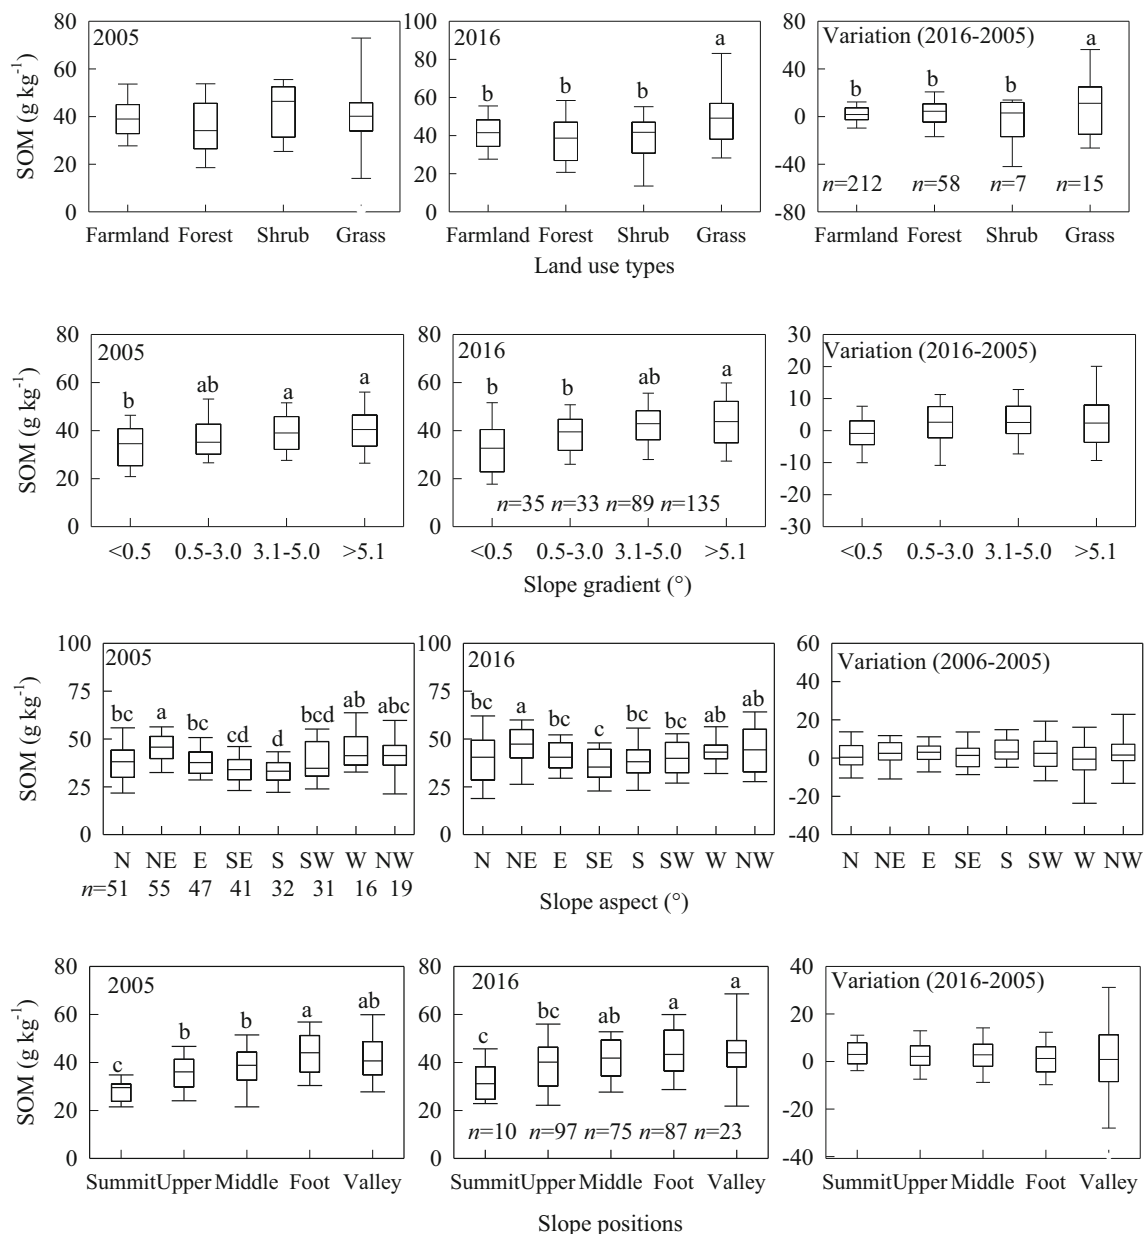 2005
2016
Variation (2016-2005)
SOM (g kg-1)
80
60
40
20
0
100
80
60
40
20
0
80
40
0
-40
-80
a
b b b
a
b b b
n=212 n=58 n=7 n=15
Farmland Forest Shrub Grass
Farmland Forest Shrub Grass
Farmland Forest Shrub Grass
Land use types
2005
2016
Variation (2016-2005)
SOM (g kg-1)
80
60
40
20
0
80
60
40
20
0
30
20
10
0
-10
-20
-30
b ab a a
b b ab a
n=35 n=33 n=89 n=135
<0.5 0.5-3.0 3.1-5.0 >5.1
<0.5 0.5-3.0 3.1-5.0 >5.1
<0.5 0.5-3.0 3.1-5.0 >5.1
Slope gradient (°)
2005
2016
Variation (2006-2005)
SOM (g kg-1)
100
75
50
25
0
100
75
50
25
0
60
40
20
0
-20
-40
bc a bc cd d bcd ab abc
bc a bc c bc bc ab ab
N NE E SE S SW W NW
N NE E SE S SW W NW
N NE E SE S SW W NW
n=51 55 47 41 32 31 16 19
Slope aspect (°)
2005
2016
Variation (2016-2005)
SOM (g kg-1)
80
60
40
20
0
80
60
40
20
0
40
20
0
-20
-40
c b b a ab
c bc ab a a
n=10 n=97 n=75 n=87 n=23
Summit Upper Middle Foot Valley
Summit Upper Middle Foot Valley
Summit Upper Middle Foot Valley
Slope positions